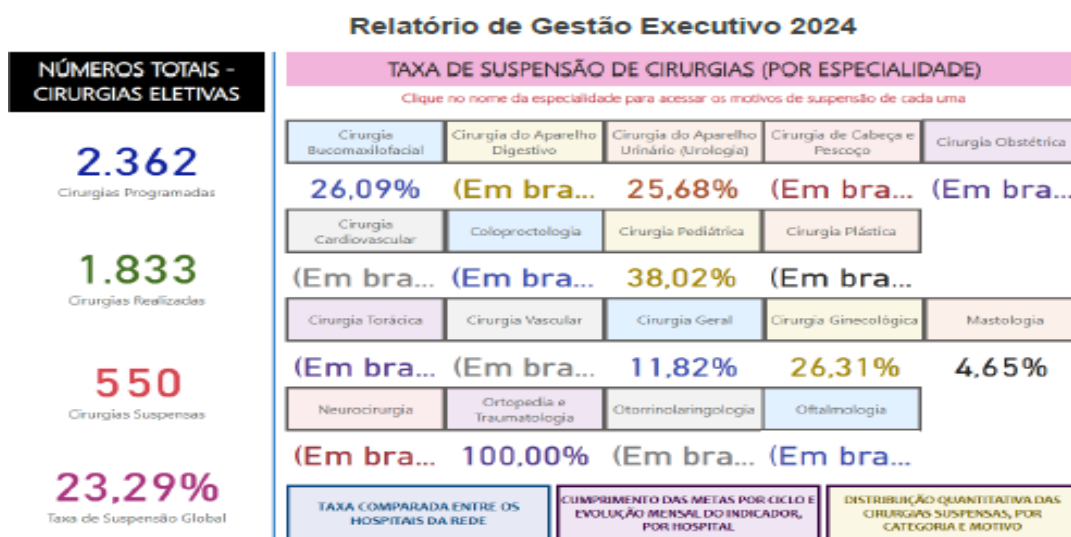 Relatório de Gestão Executivo 2024
NÚMEROS TOTAIS -
CIRURGIAS ELETIVAS
2.362
Cirurgias Programadas
1.833
Cirurgias Realizadas
550
Cirurgias Suspensas
23,29%
Taxa de Suspensão Global
TAXA DE SUSPENSÃO DE CIRURGIAS (POR ESPECIALIDADE)
Clique no nome da especialidade para acessar os motivos de suspensão de cada uma
Cirurgia
Bucomaxilofacial
Cirurgia do Aparelho
Digestivo
Cirurgia do Aparelho
Urinário (Urologia)
Cirurgia de Cabeça e
Pescoço
Cirurgia Obstétrica
26,09% (Em bra... 25,68% (Em bra... (Em bra...
Cirurgia
Cardiovascular
Coloproctologia
Cirurgia Pediátrica
Cirurgia Plástica
(Em bra... (Em bra... 38,02% (Em bra...
Cirurgia Torácica
Cirurgia Vascular
Cirurgia Geral
Cirurgia Ginecológica
Mastologia
(Em bra... (Em bra... 11,82% 26,31% 4,65%
Neurocirurgia
Ortopedia e
Traumatologia
Otorrinolaringologia
Oftalmologia
(Em bra... 100,00% (Em bra... (Em bra...
TAXA COMPARADA ENTRE OS
HOSPITAIS DA REDE
CUMPRIMENTO DAS METAS POR CICLO E
EVOLUÇÃO MENSAL DO INDICADOR,
POR HOSPITAL
DISTRIBUIÇÃO QUANTITATIVA DAS
CIRURGIAS SUSPENSAS, POR
CATEGORIA E MOTIVO